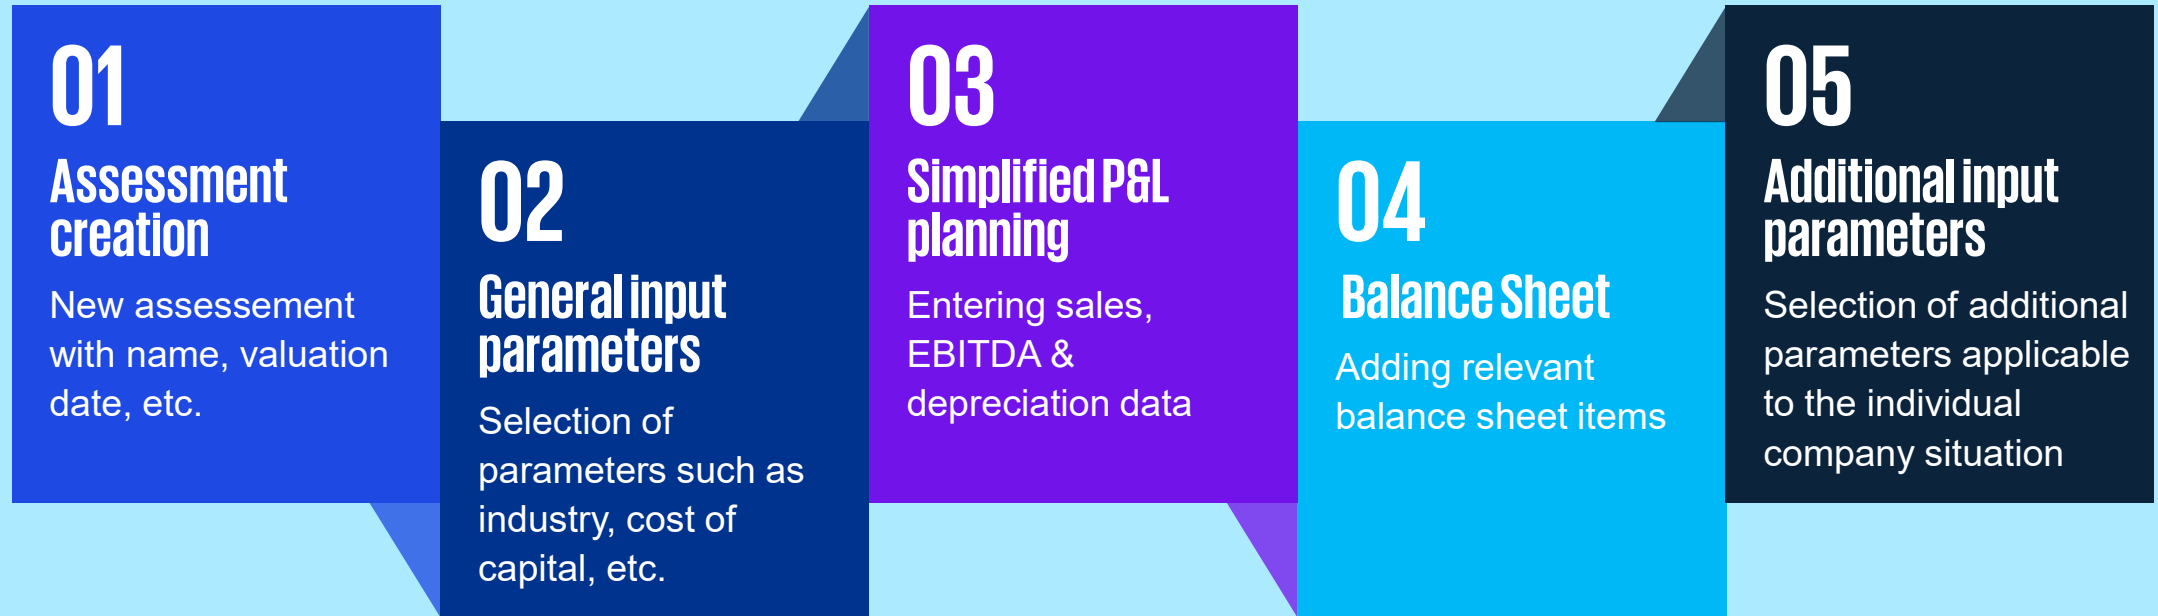 01
Assessment
creation
New assessement
with name, valuation
date, etc.
02
General input
parameters
Selection of
parameters such as
industry, cost of
capital, etc.
03
Simplified P&L
planning
Entering sales,
EBITDA &
depreciation data
04
Balance Sheet
Adding relevant
balance sheet items
05
Additional input
parameters
Selection of additional
parameters applicable
to the individual
company situation